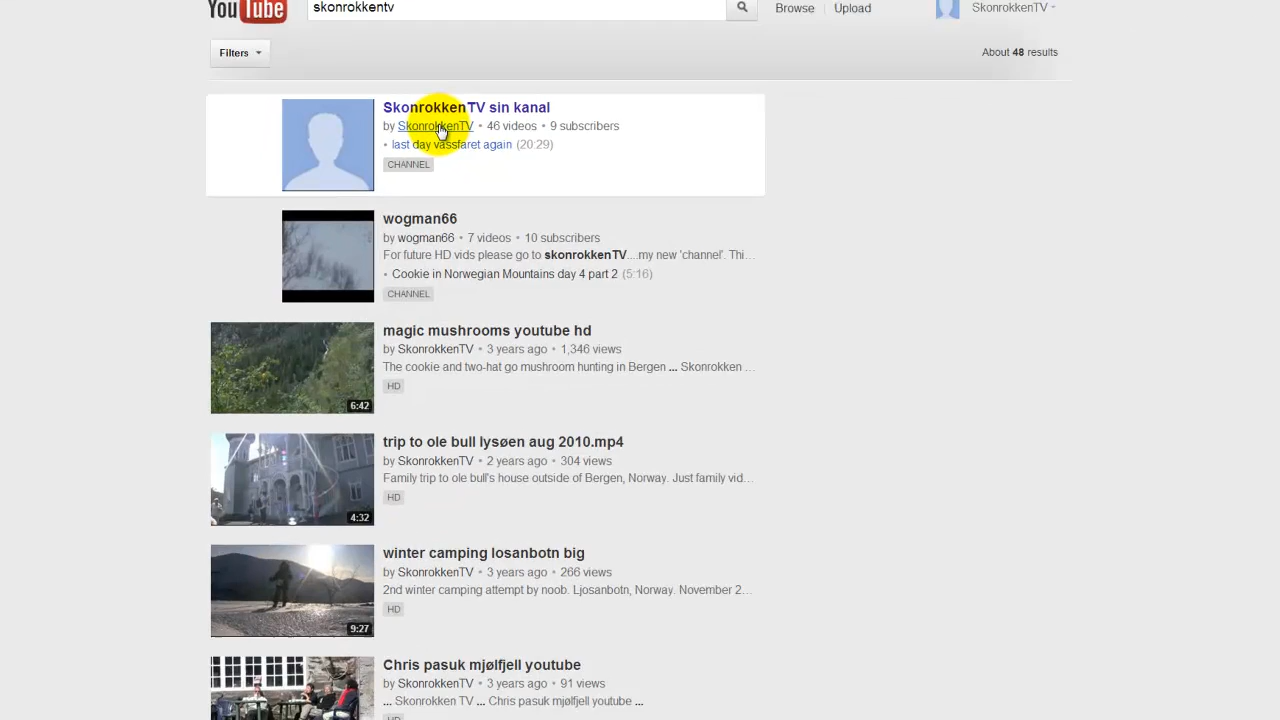 YouTube skonrokkentv Browse Upload SkonrokkenTV
Filters About 48 results
SkonrokkenTV sin kanal
by SkonrokkenTV • 46 videos • 9 subscribers
• last day vassfaret again (20:29)
CHANNEL
wogman66
by wogman66 • 7 videos • 10 subscribers
For future HD vids please go to skonrokkenTV....my new 'channel'. Thi...
• Cookie in Norwegian Mountains day 4 part 2 (5:16)
CHANNEL
magic mushrooms youtube hd
by SkonrokkenTV • 3 years ago • 1,346 views
The cookie and two-hat go mushroom hunting in Bergen ... Skonrokken ...
HD
6:42
trip to ole bull lysøen aug 2010.mp4
by SkonrokkenTV • 2 years ago • 304 views
Family trip to ole bull's house outside of Bergen, Norway. Just family vid...
HD
4:32
winter camping losanbotn big
by SkonrokkenTV • 3 years ago • 266 views
2nd winter camping attempt by noob. Ljosanbotn, Norway. November 2...
HD
9:27
Chris pasuk mjølfjell youtube
by SkonrokkenTV • 3 years ago • 91 views
... Skonrokken TV ... Chris pasuk mjølfjell youtube ...
HD